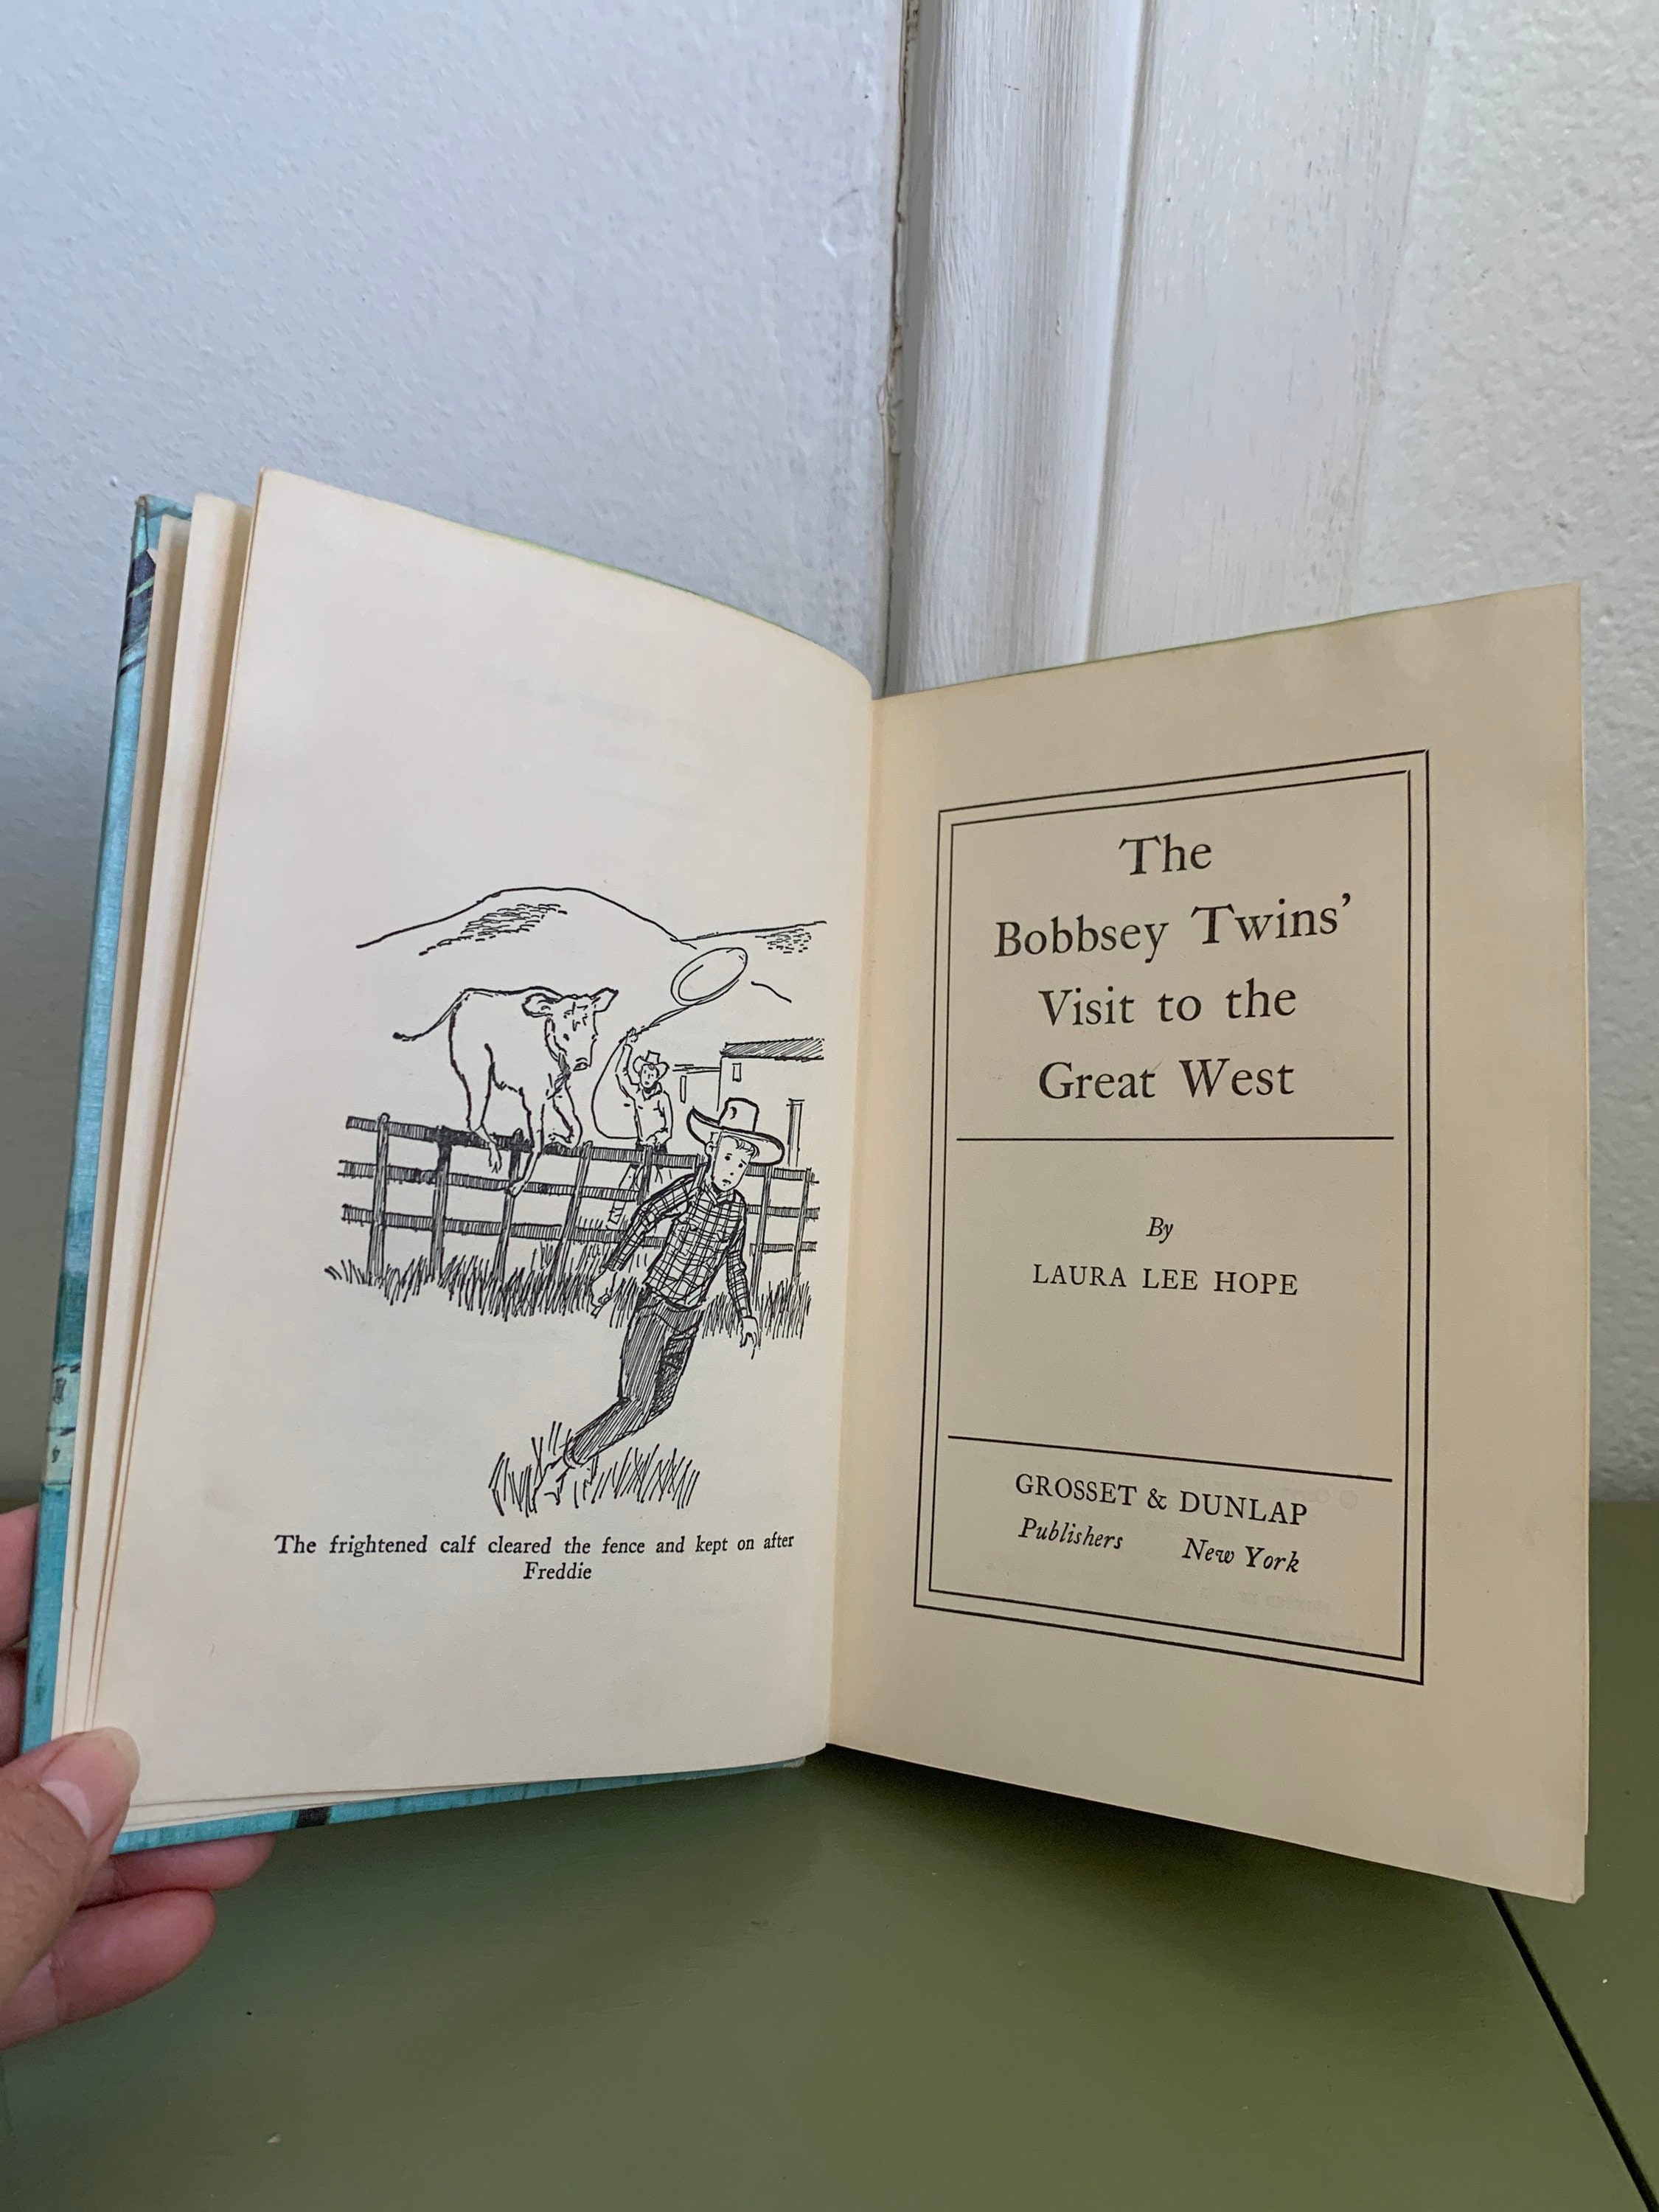 The frightened calf cleared the fence and kept on after
Freddie
The
Bobbsey Twins’
Visit to the
Great West
By
LAURA LEE HOPE
GROSSET & DUNLAP
Publishers New York